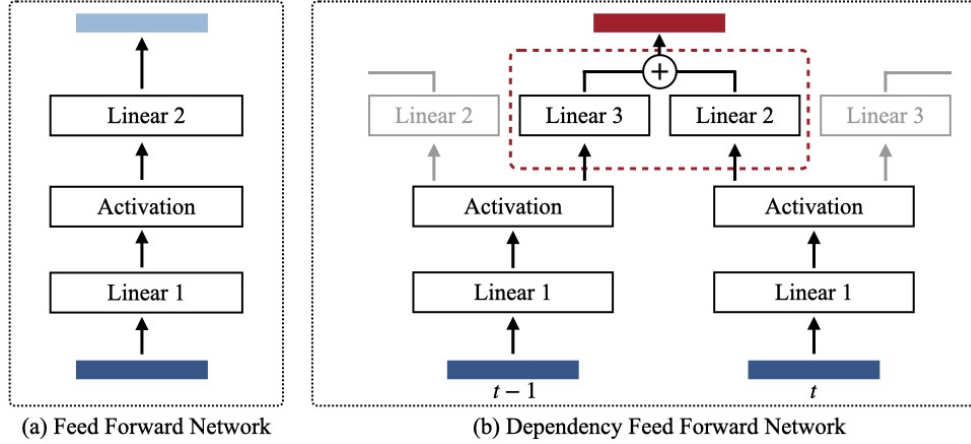 Linear 2
Activation
Linear 1
(a) Feed Forward Network
+
Linear 2
Linear 3
Linear 2
Linear 3
Activation
Activation
Linear 1
Linear 1
t − 1
t
(b) Dependency Feed Forward Network